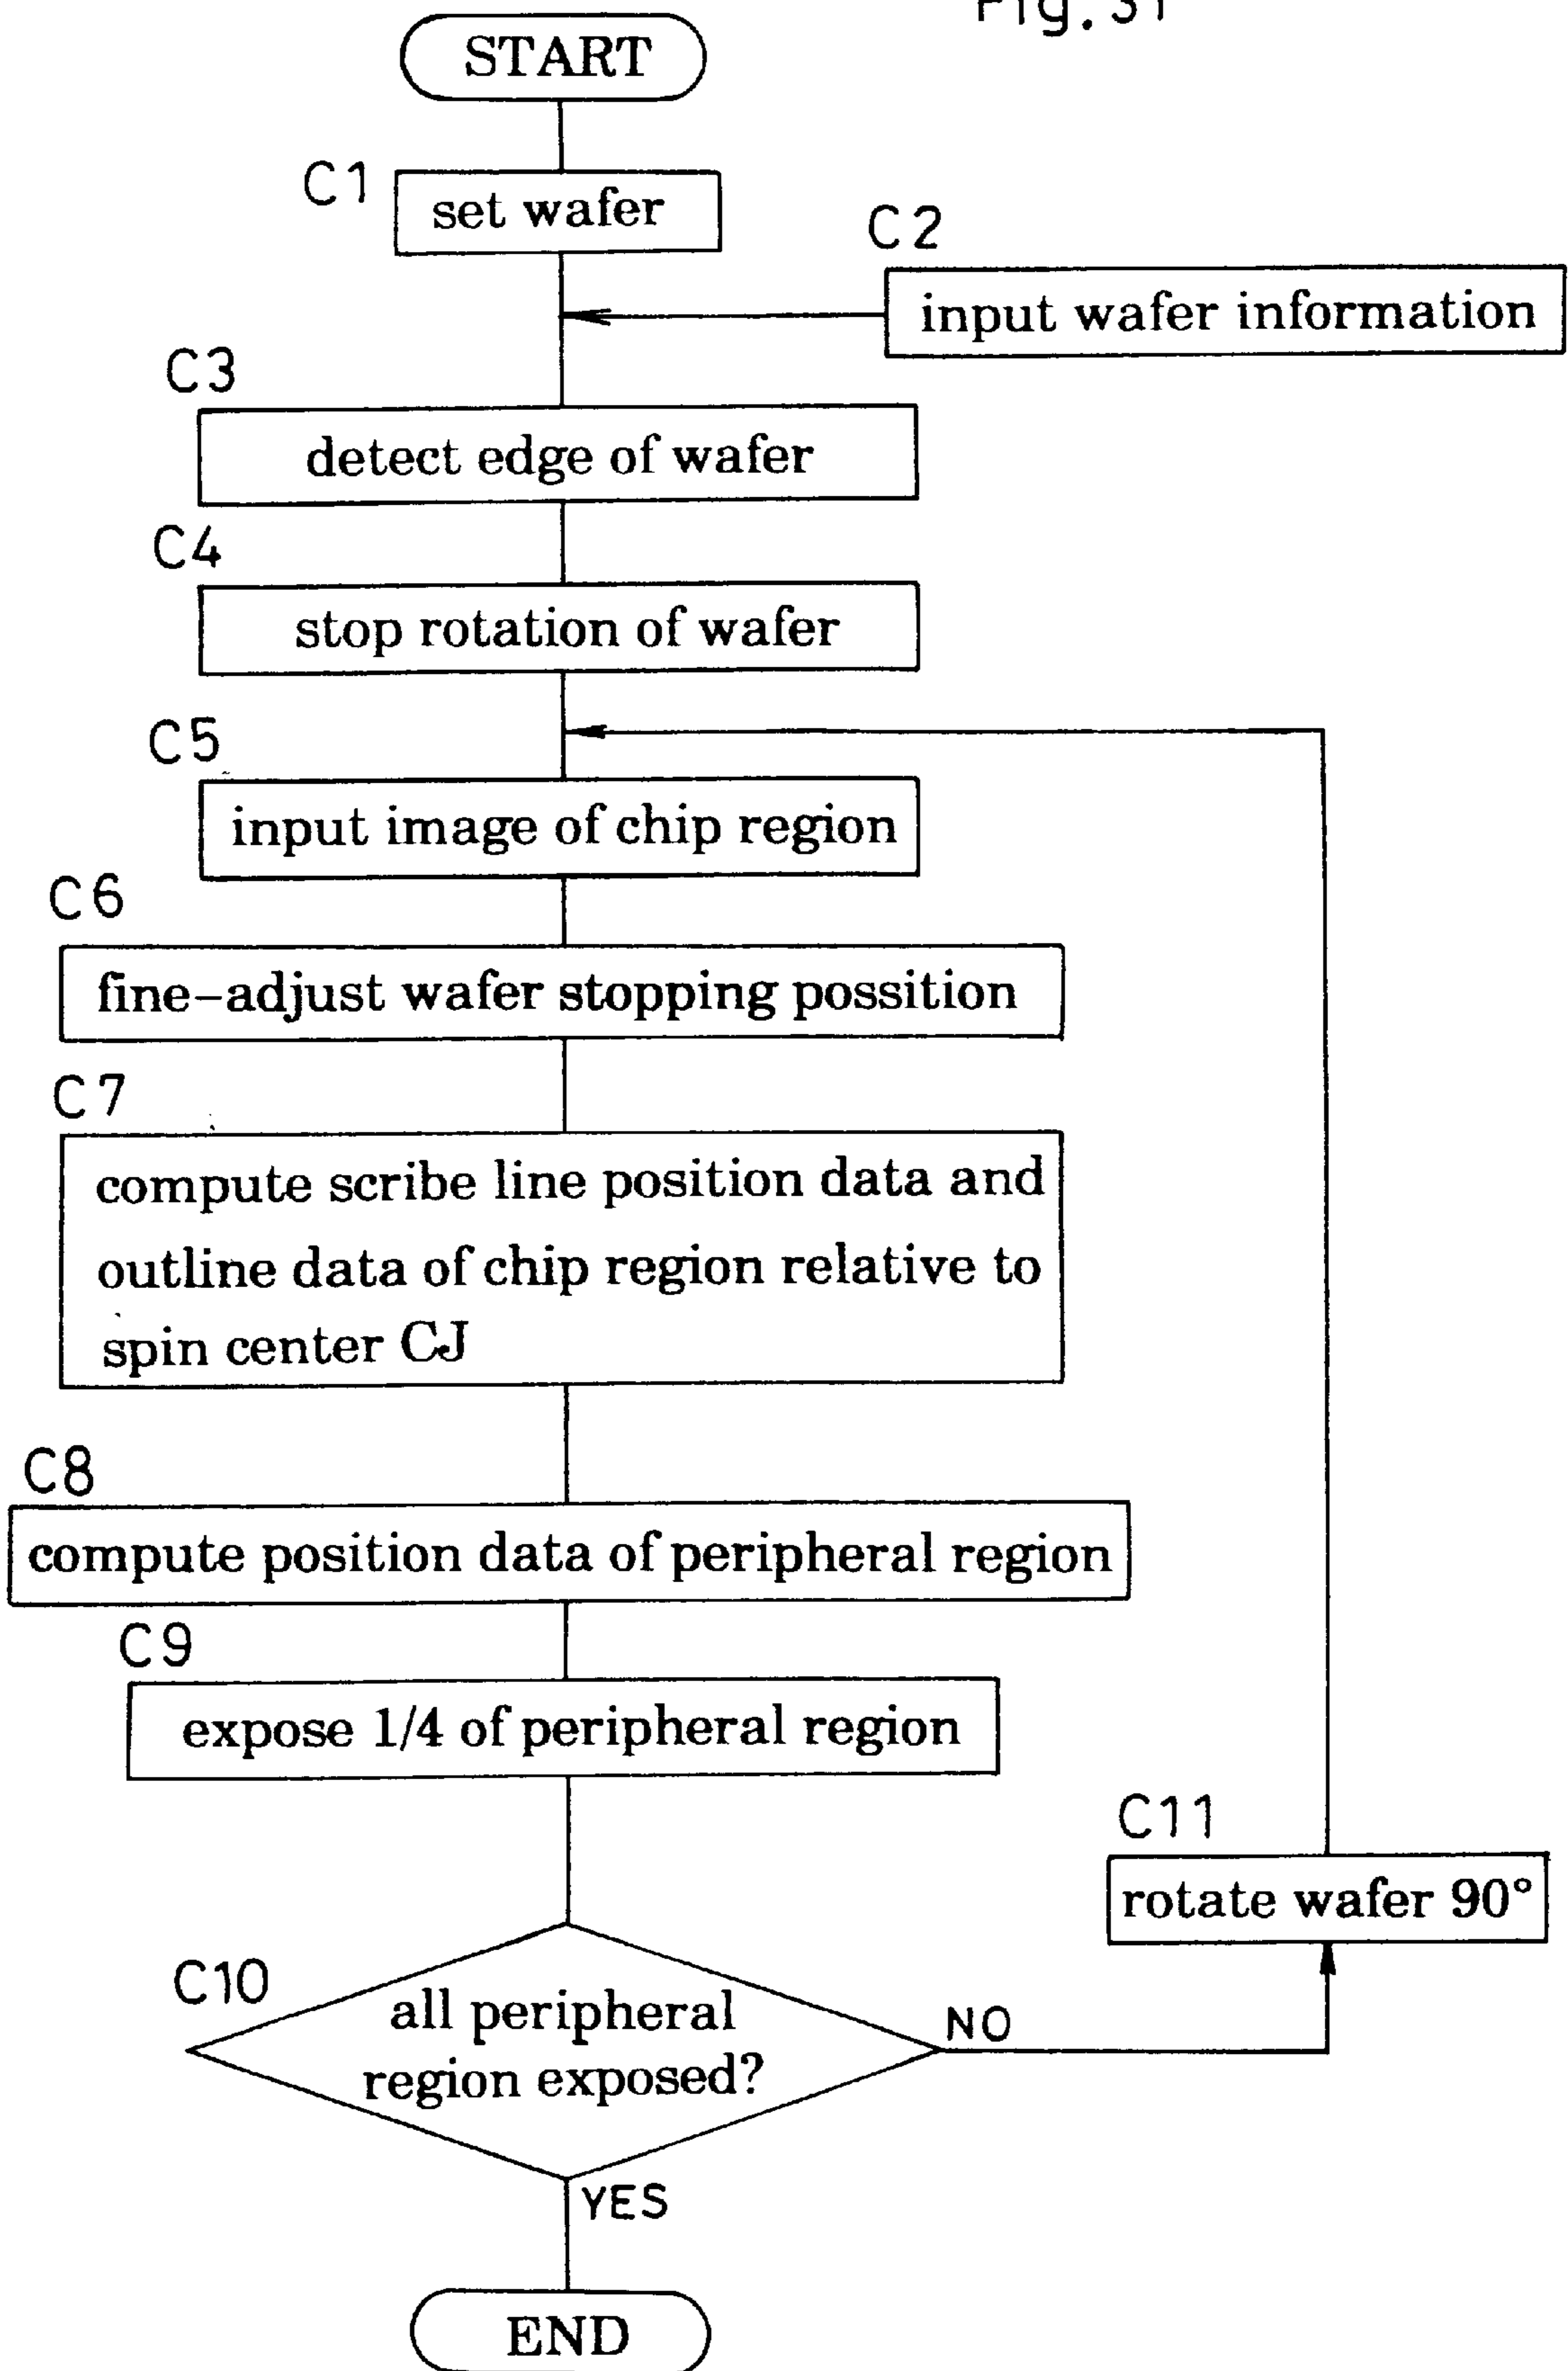 Fig. 31
START
C1
set wafer
C2
input wafer information
C3
detect edge of wafer
C4
stop rotation of wafer
C5
input image of chip region
C6
fine-adjust wafer stopping possition
C7
compute scribe line position data and
outline data of chip region relative to
spin center CJ
C8
compute position data of peripheral region
C9
expose 1/4 of peripheral region
C11
rotate wafer 90°
C10
all peripheral
region exposed?
NO
YES
END